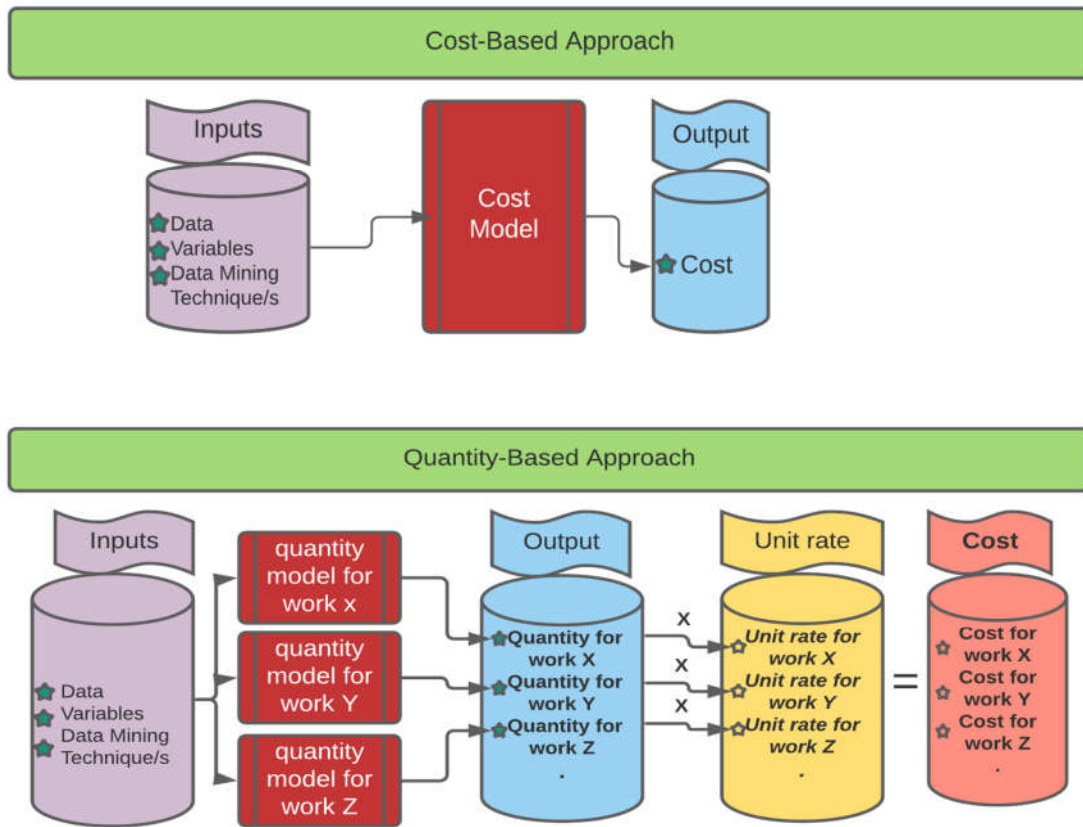 Cost-Based Approach
Inputs
Data
Variables
Data Mining
Technique/s
Cost
Model
Output
Cost
Quantity-Based Approach
Inputs
Data
Variables
Data Mining
Technique/s
quantity
model for
work x
quantity
model for
work Y
quantity
model for
work Z
Output
Quantity for
work X
Quantity for
work Y
Quantity for
work Z
.
x
x
x
Unit rate
Unit rate for
work X
Unit rate for
work Y
Unit rate for
work Z
.
=
Cost
Cost for
work X
Cost for
work Y
Cost for
work Z
.